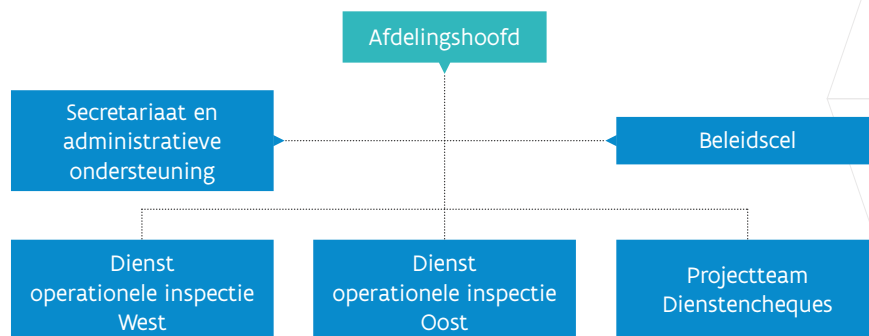 Afdelingshoofd
Secretariaat en
administratieve
ondersteuning
Beleidscel
Dienst
operationele inspectie
West
Dienst
operationele inspectie
Oost
Projectteam
Dienstencheques